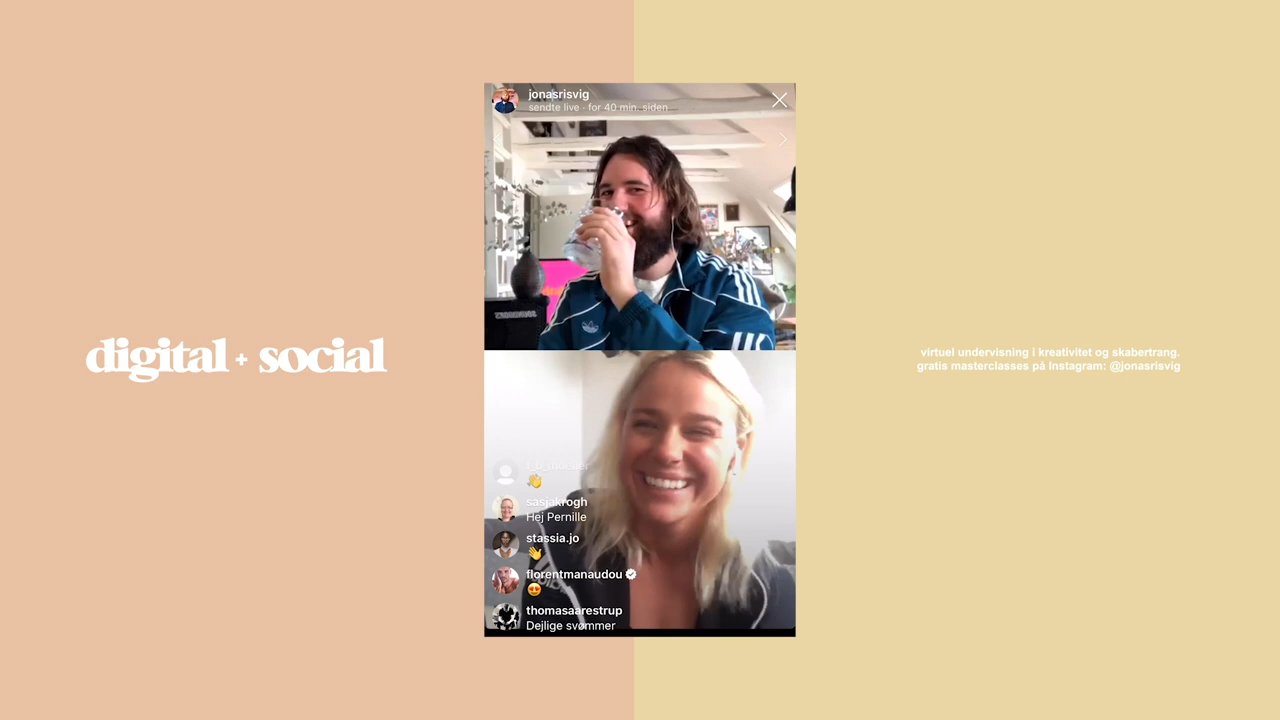 jonasrisvig
sendte live · for 40 min. siden
digital + social
virtuel undervisning i kreativitet og skabertrang.
gratis masterclasses på Instagram: @jonasrisvig
👏
sasjakrogh
Hej Pernille
stassia.jo
👏
florentmanaudou
😍
thomasaarestrup
Dejlige svømmer